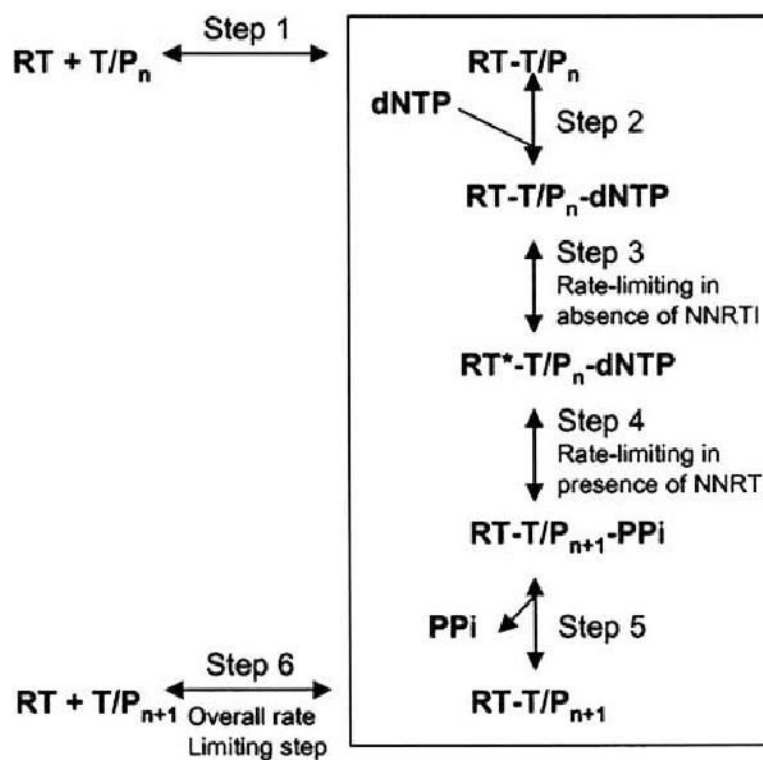 Step 1
RT + T/Pn
RT-T/Pn
dNTP
Step 2
RT-T/Pn-dNTP
Step 3
Rate-limiting in
absence of NNRTI
RT*-T/Pn-dNTP
Step 4
Rate-limiting in
presence of NNRT
RT-T/Pn+1-PPi
PPi
Step 5
Step 6
RT + T/Pn+1
Overall rate
Limiting step
RT-T/Pn+1